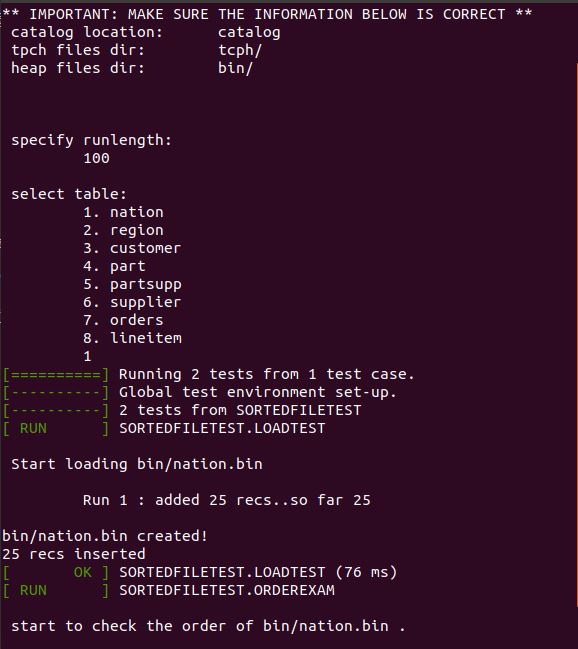 ** IMPORTANT: MAKE SURE THE INFORMATION BELOW IS CORRECT **
catalog location: catalog
tpch files dir: tcph/
heap files dir: bin/
specify runlength:
100
select table:
1. nation
2. region
3. customer
4. part
5. partsupp
6. supplier
7. orders
8. lineitem
1
[==========] Running 2 tests from 1 test case.
[----------] Global test environment set-up.
[----------] 2 tests from SORTEDFILETEST
[ RUN      ] SORTEDFILETEST.LOADTEST
Start loading bin/nation.bin
Run 1 : added 25 recs..so far 25
bin/nation.bin created!
25 recs inserted
[       OK ] SORTEDFILETEST.LOADTEST (76 ms)
[ RUN      ] SORTEDFILETEST.ORDEREXAM
start to check the order of bin/nation.bin .